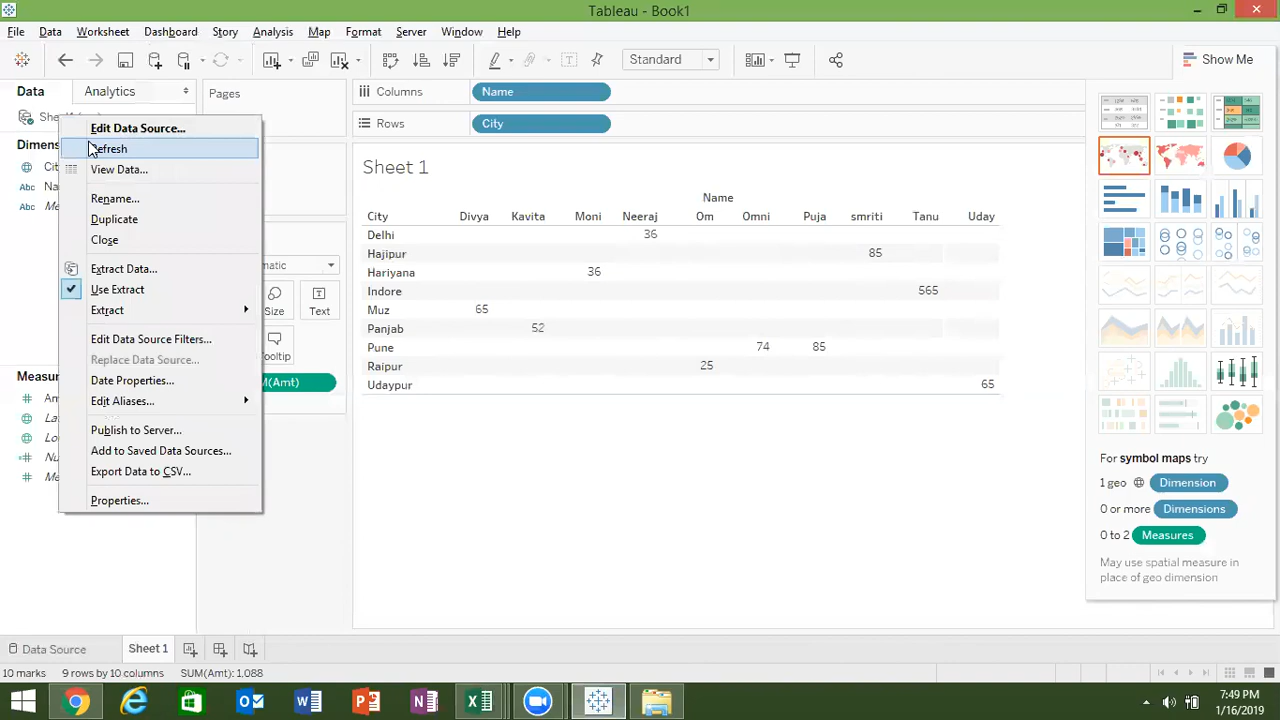 Tableau - Book1
File Data Worksheet Dashboard Story Analysis Map Format Server Window Help
Standard
Show Me
Data
Analytics
Pages
Columns
Name
Rows
City
Sheet 1
Edit Data Source...
Refresh
View Data...
Rename...
Duplicate
Close
Extract Data...
Use Extract
Extract
Edit Data Source Filters...
Replace Data Source...
Date Properties...
Edit Aliases...
Publish to Server...
Add to Saved Data Sources...
Export Data to CSV...
Properties...
Abc
Abc
Size
Text
Name
City Divya Kavita Moni Neeraj Om Omni Puja smriti Tanu Uday
Delhi 36
Hajipur 85
Hariyana 36
Indore 565
Muz 65
Panjab 52
Pune 74 85
Raipur 25
Udaypur 65
For symbol maps try
1 geo Dimension
0 or more Dimensions
0 to 2 Measures
May use spatial measure in
place of geo dimension
Data Source
Sheet 1
10 marks 9 rows by 10 columns SUM(Amt): 1,088
7:49 PM
1/16/2019